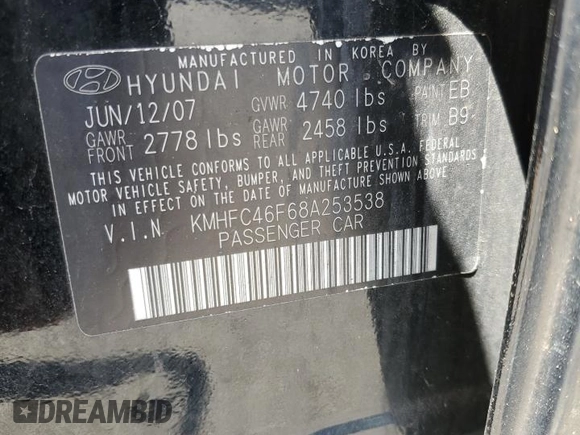 MANUFACTURED IN KOREA BY
HYUNDAI MOTOR COMPANY
JUN/12/07 GVWR 4740 lbs PAINT EB
GAWR FRONT 2778 lbs GAWR REAR 2458 lbs TRIM B9
THIS VEHICLE CONFORMS TO ALL APPLICABLE U.S.A. FEDERAL
MOTOR VEHICLE SAFETY, BUMPER, AND THEFT PREVENTION STANDARDS
IN EFFECT ON THE DATE OF MANUFACTURE SHOWN ABOVE.
V.I.N. KMHFC46F68A253538
PASSENGER CAR
DREAMBID